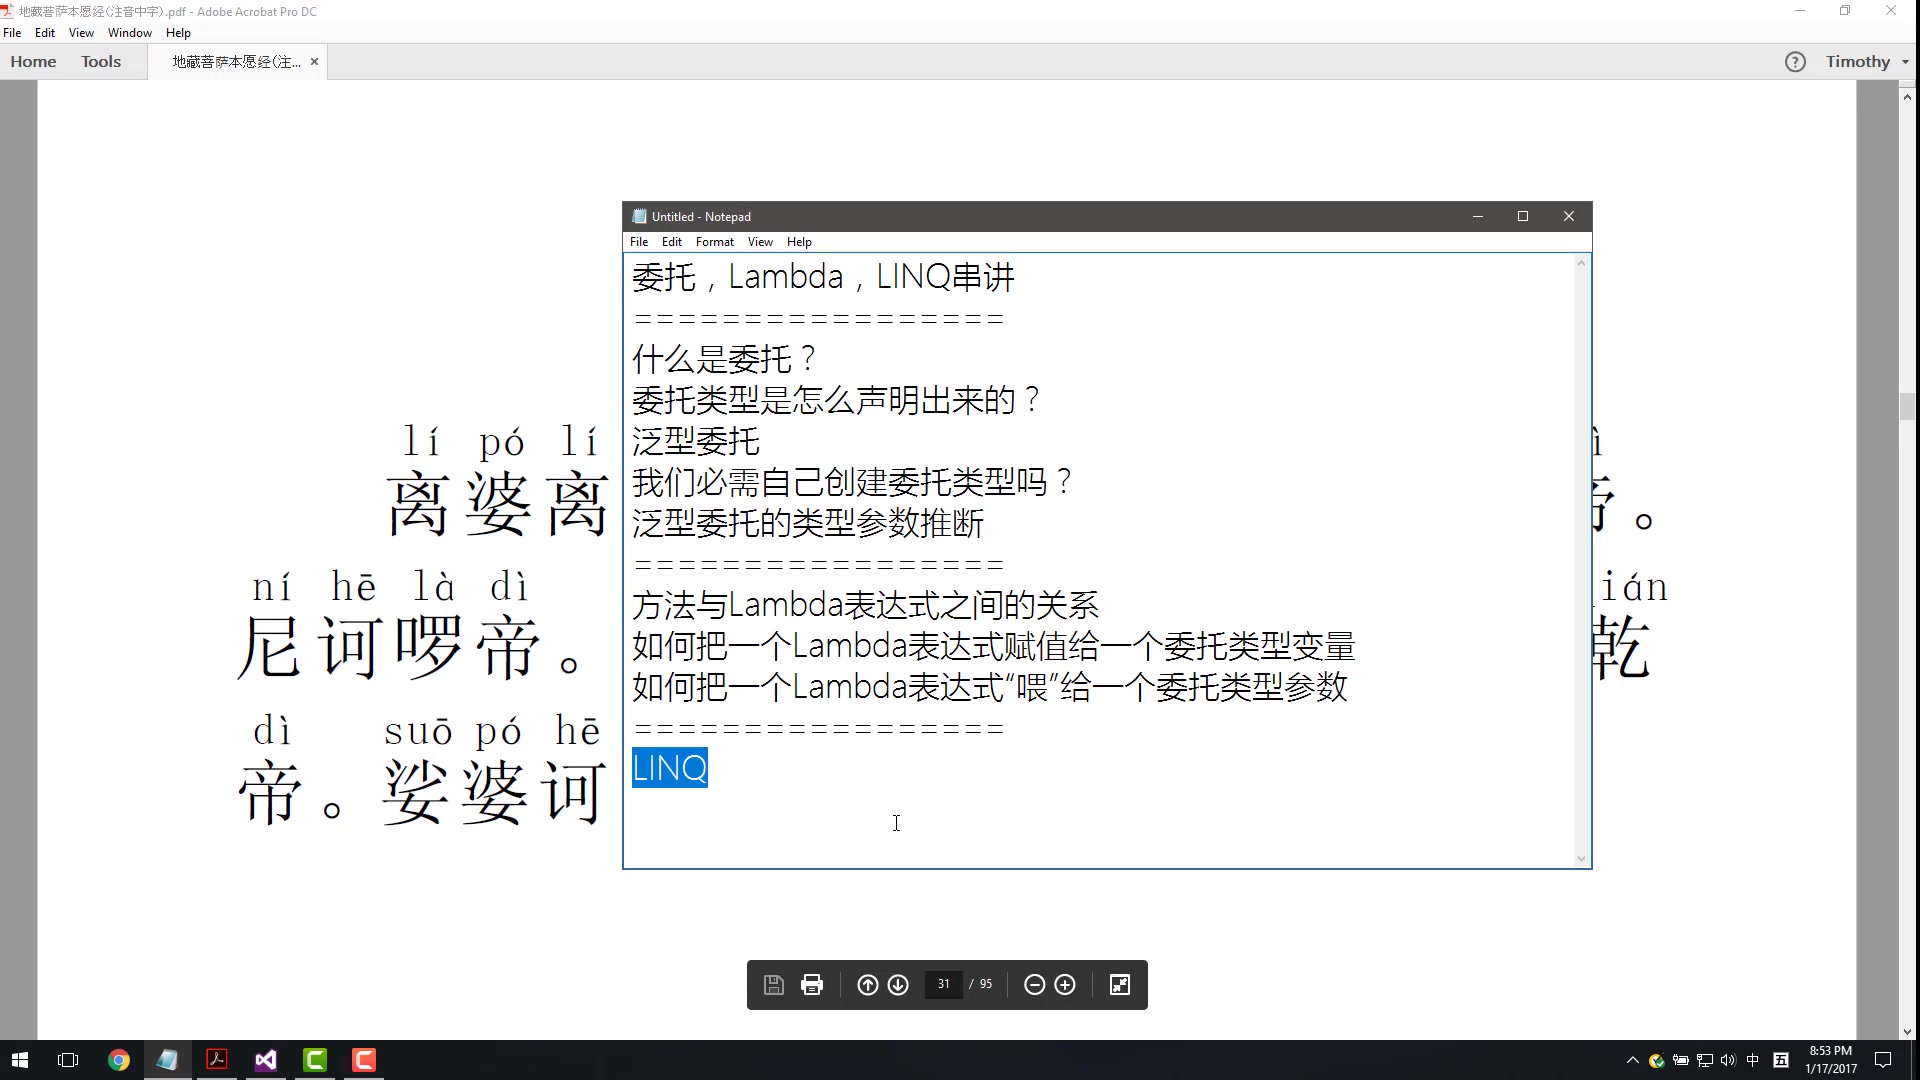 地藏菩萨本愿经(注音中字).pdf - Adobe Acrobat Pro DC
File Edit View Window Help
Home Tools 地藏菩萨本愿经(注... Timothy
Untitled - Notepad
File Edit Format View Help
委托，Lambda，LINQ串讲
=================
什么是委托？
委托类型是怎么声明出来的？
泛型委托
我们必需自己创建委托类型吗？
泛型委托的类型参数推断
=================
方法与Lambda表达式之间的关系
如何把一个Lambda表达式赋值给一个委托类型变量
如何把一个Lambda表达式“喂”给一个委托类型参数
=================
LINQ
lí pó lí
离婆离 帝。
ní hē là dì qián
尼诃啰帝。 乾
dì suō pó hē
帝。娑婆诃
31 / 95
中 五 8:53 PM
1/17/2017